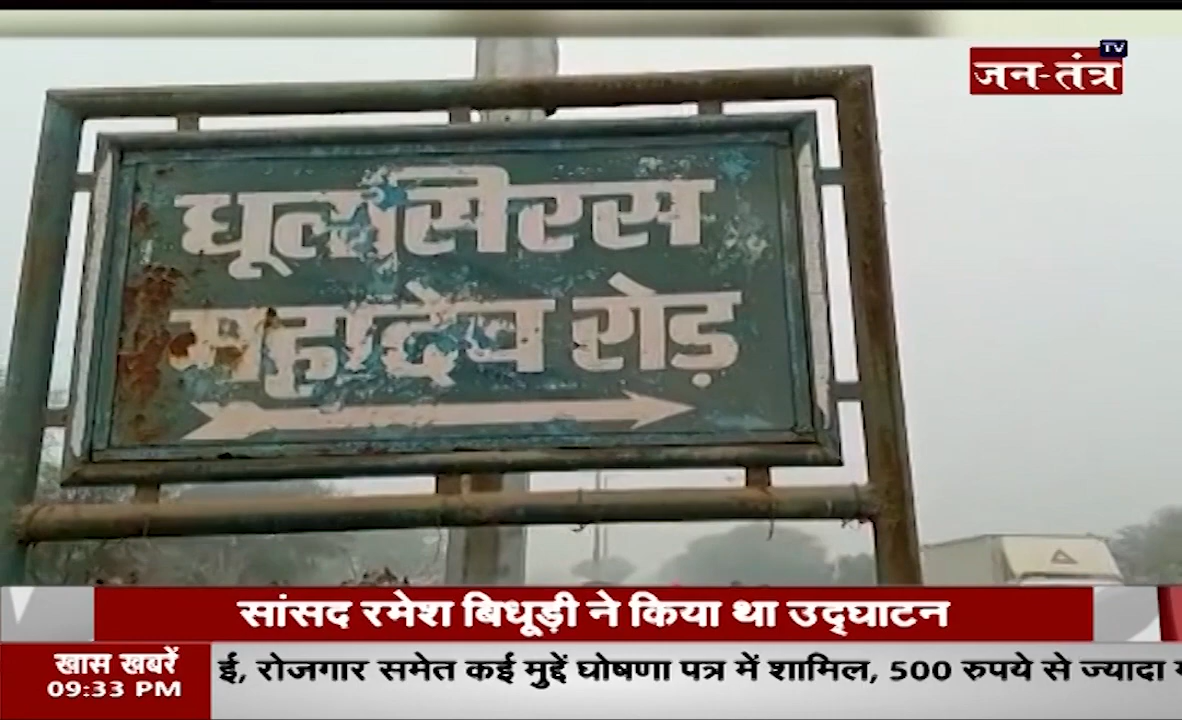 जन-तंत्र TV
धूलसिरस
महादेव रोड़
सांसद रमेश बिधूड़ी ने किया था उद्घाटन
खास खबरें
09:33 PM
ई, रोजगार समेत कई मुद्दें घोषणा पत्र में शामिल, 500 रुपये से ज्यादा